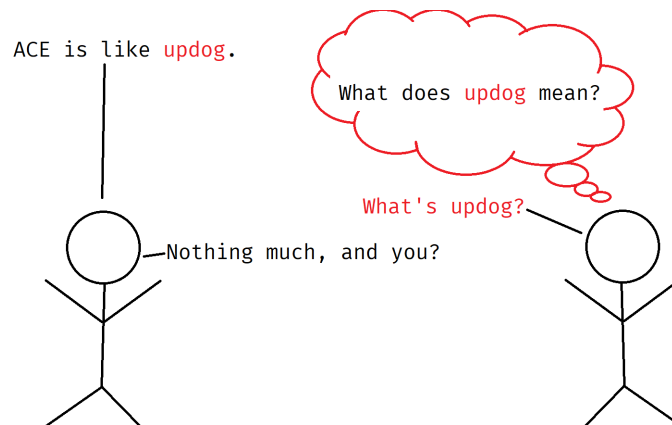 ACE is like updog.
What does updog mean?
What's updog?
Nothing much, and you?